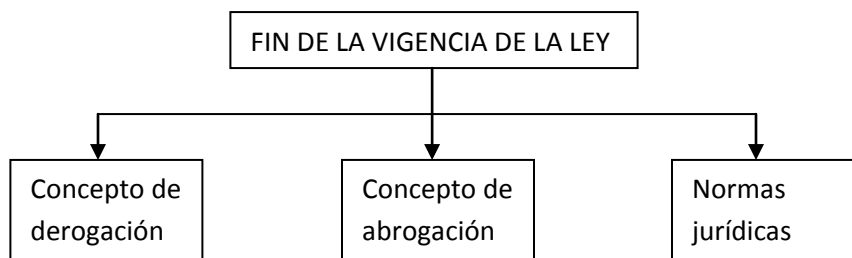 FIN DE LA VIGENCIA DE LA LEY
Concepto de
derogación
Concepto de
abrogación
Normas
jurídicas